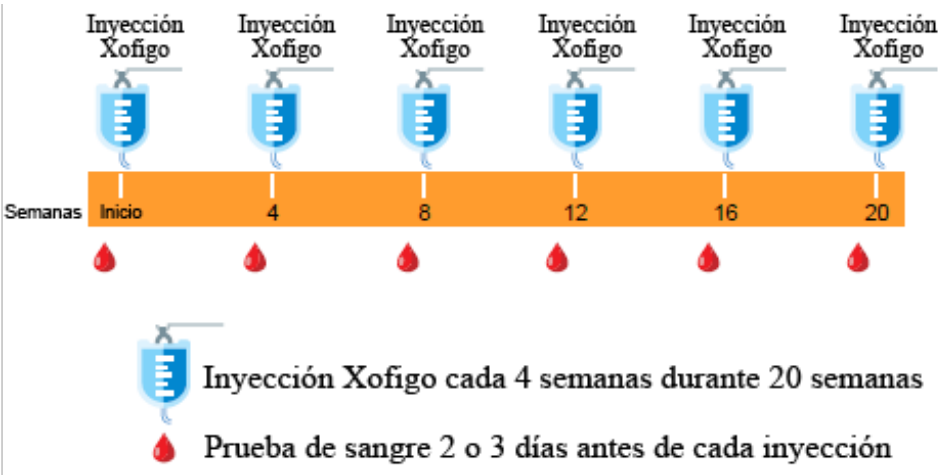 Inyección Inyección Inyección Inyección Inyección Inyección
Xofigo Xofigo Xofigo Xofigo Xofigo Xofigo
Semanas Inicio 4 8 12 16 20
Inyección Xofigo cada 4 semanas durante 20 semanas
Prueba de sangre 2 o 3 días antes de cada inyección